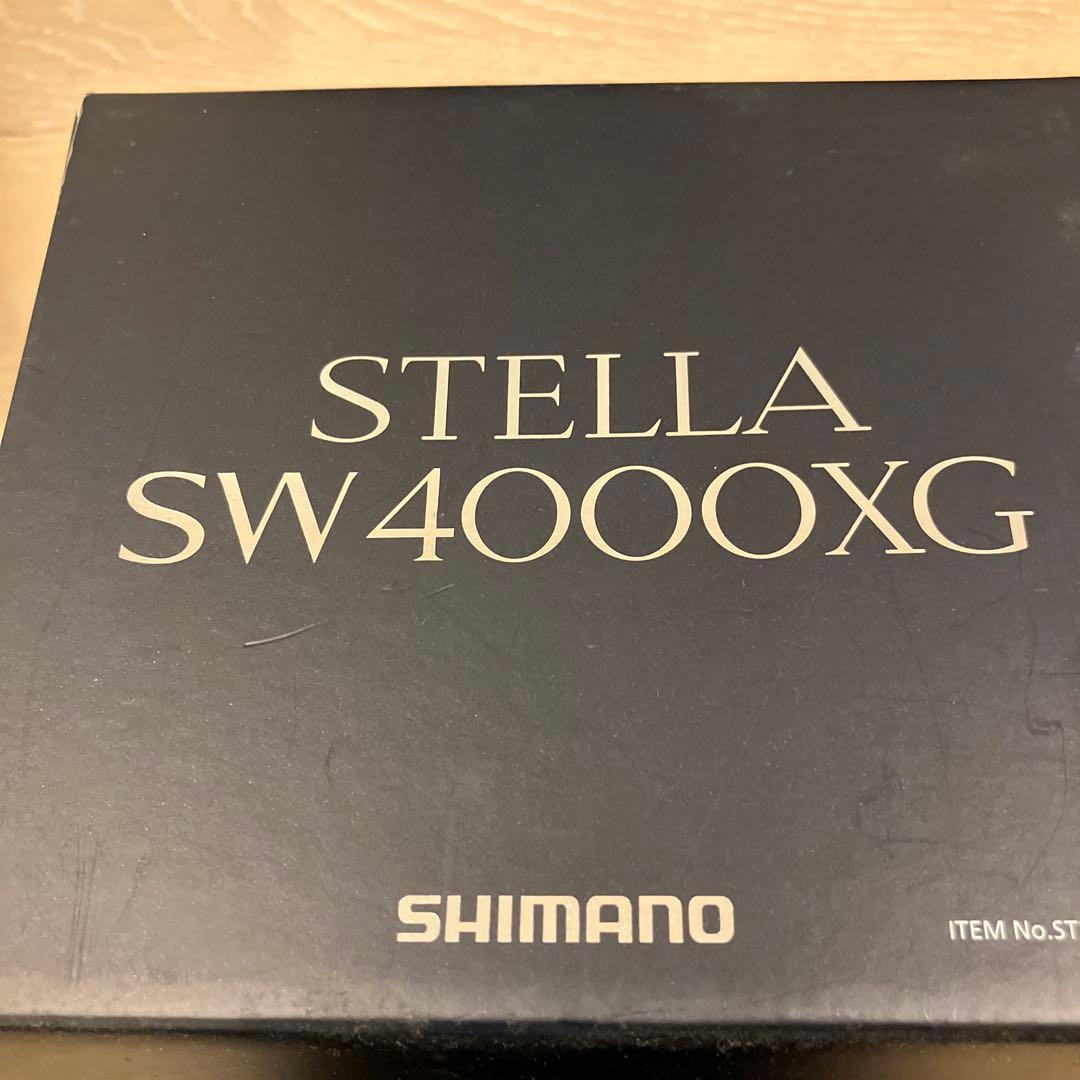 STELLA
SW4000XG
SHIMANO
ITEM No.ST